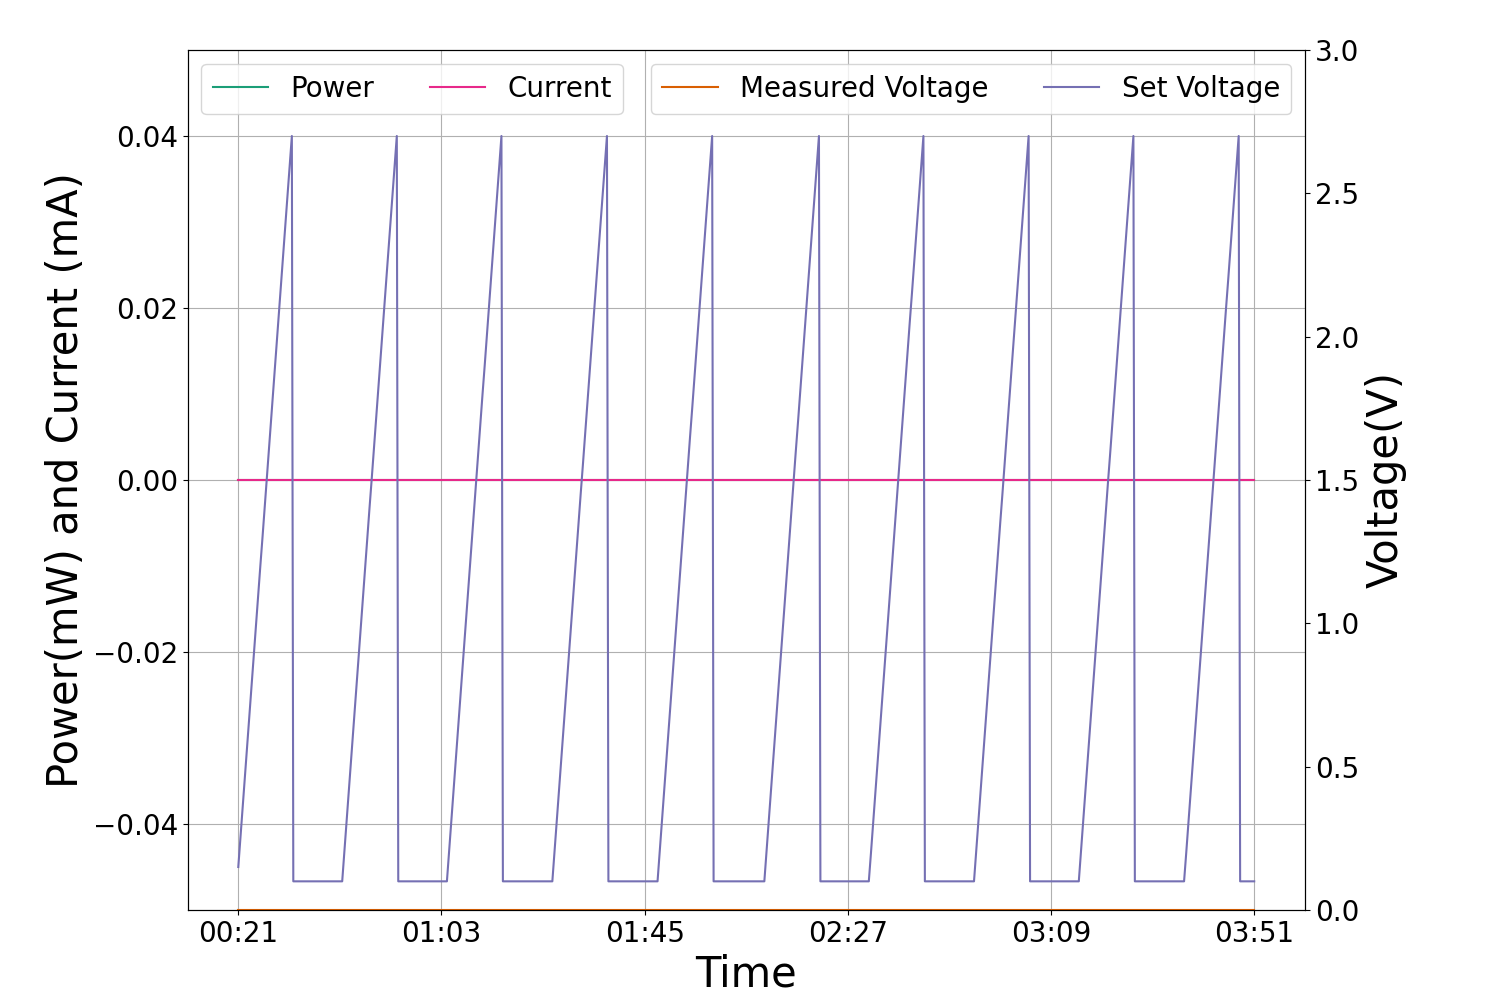 Power Current Measured Voltage Set Voltage
Power(mW) and Current (mA)
0.04
0.02
0.00
−0.02
−0.04
3.0
2.5
2.0
1.5
1.0
0.5
0.0
Voltage(V)
00:21 01:03 01:45 02:27 03:09 03:51
Time